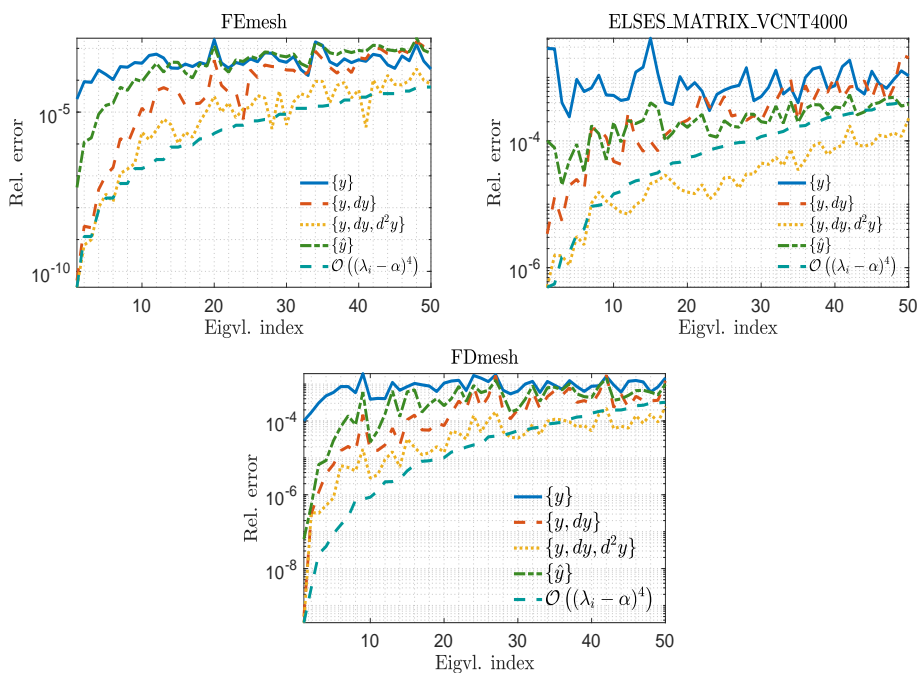 FEmesh
Rel. error
10^{-5}
10^{-10}
{y}
{y, dy}
{y, dy, d^2y}
{ŷ}
O((λ_i − α)^4)
10 20 30 40 50
Eigvl. index
ELSES_MATRIX_VCNT4000
Rel. error
10^{-4}
10^{-6}
{y}
{y, dy}
{y, dy, d^2y}
{ŷ}
O((λ_i − α)^4)
10 20 30 40 50
Eigvl. index
FDmesh
Rel. error
10^{-4}
10^{-6}
10^{-8}
{y}
{y, dy}
{y, dy, d^2y}
{ŷ}
O((λ_i − α)^4)
10 20 30 40 50
Eigvl. index